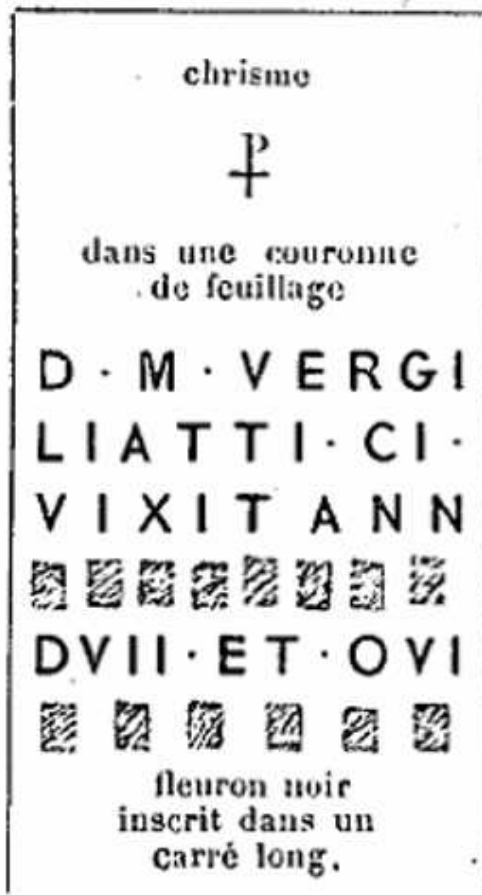 chrisme
dans une couronne
de feuillage
D · M · VERGI
LIATTI · CI ·
VIXIT ANN
DVII · ET · OVI
fleuron noir
inscrit dans un
carré long.